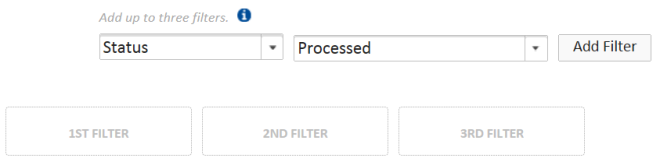 Add up to three filters.
Status Processed Add Filter
1ST FILTER 2ND FILTER 3RD FILTER